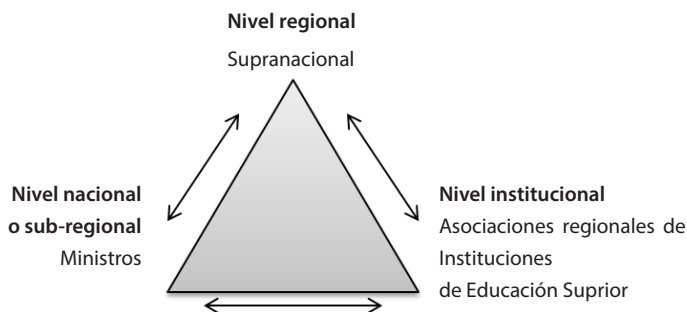 Nivel regional
Supranacional
Nivel nacional
o sub-regional
Ministros
Nivel institucional
Asociaciones regionales de
Instituciones
de Educación Suprior